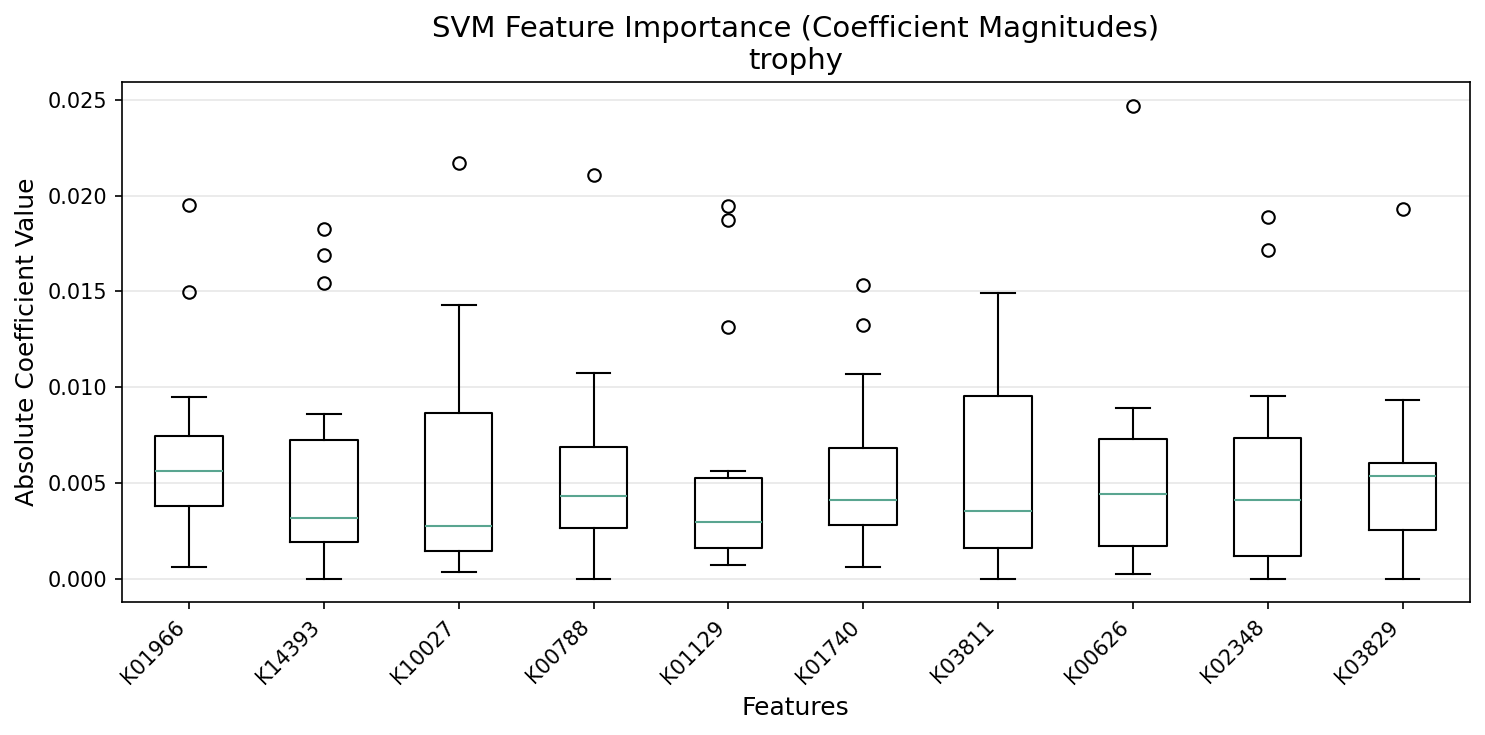 SVM Feature Importance (Coefficient Magnitudes)
trophy
Absolute Coefficient Value
0.025
0.020
0.015
0.010
0.005
0.000
K01966
K14393
K10027
K00788
K01129
K01740
K03811
K00626
K02348
K03829
Features